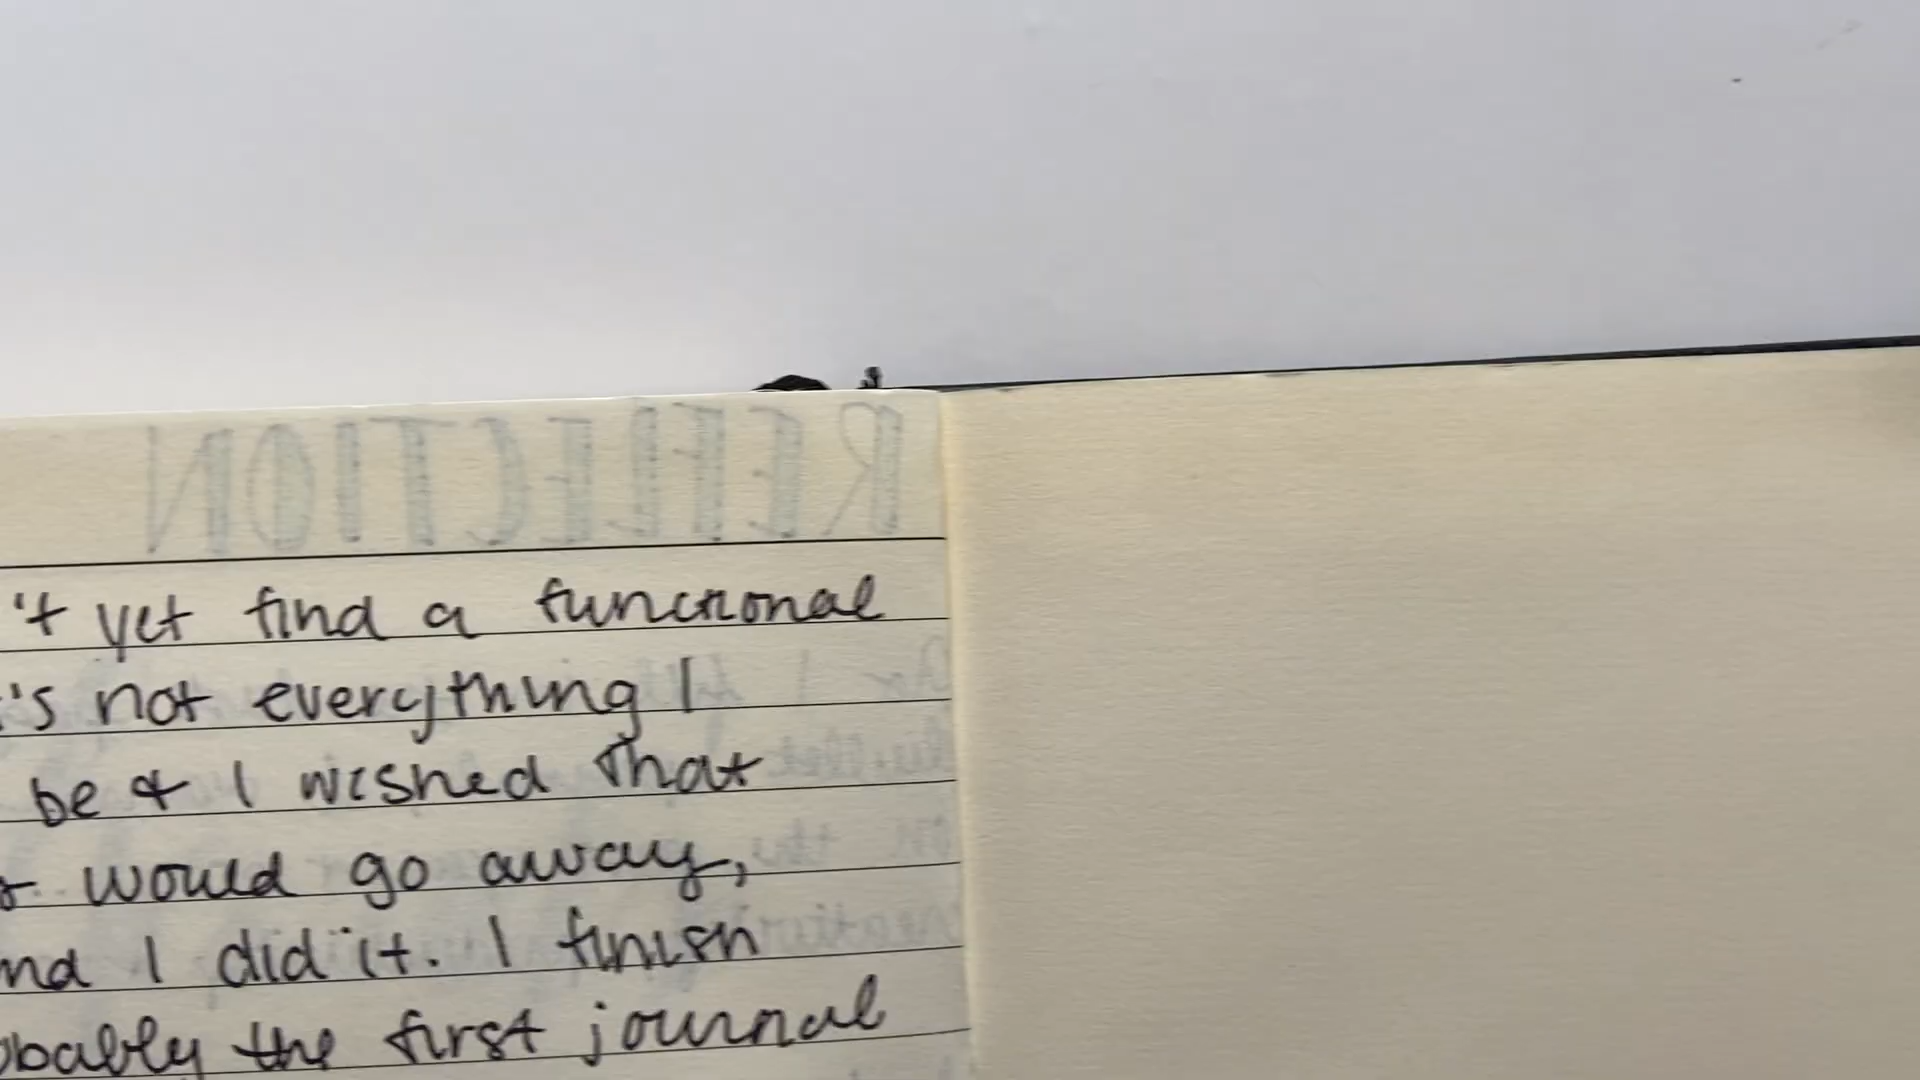 REFLECTION
't yet find a functional
's not everything I
be & I wished that
would go away,
I did it. I finish
the first journal